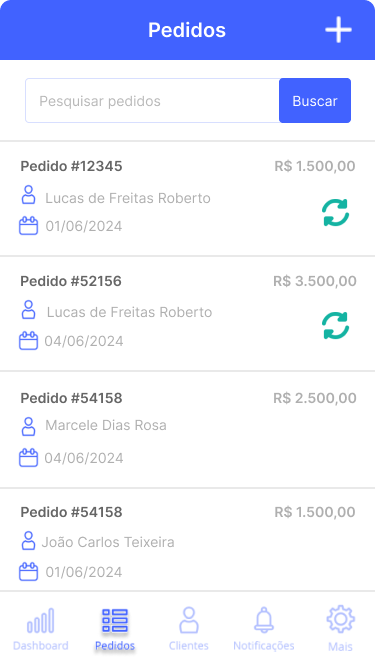 Pedidos
Pesquisar pedidos Buscar
Pedido #12345 R$ 1.500,00
Lucas de Freitas Roberto
01/06/2024
Pedido #52156 R$ 3.500,00
Lucas de Freitas Roberto
04/06/2024
Pedido #54158 R$ 2.500,00
Marcele Dias Rosa
04/06/2024
Pedido #54158 R$ 1.500,00
João Carlos Teixeira
01/06/2024
Dashboard Pedidos Clientes Notificações Mais